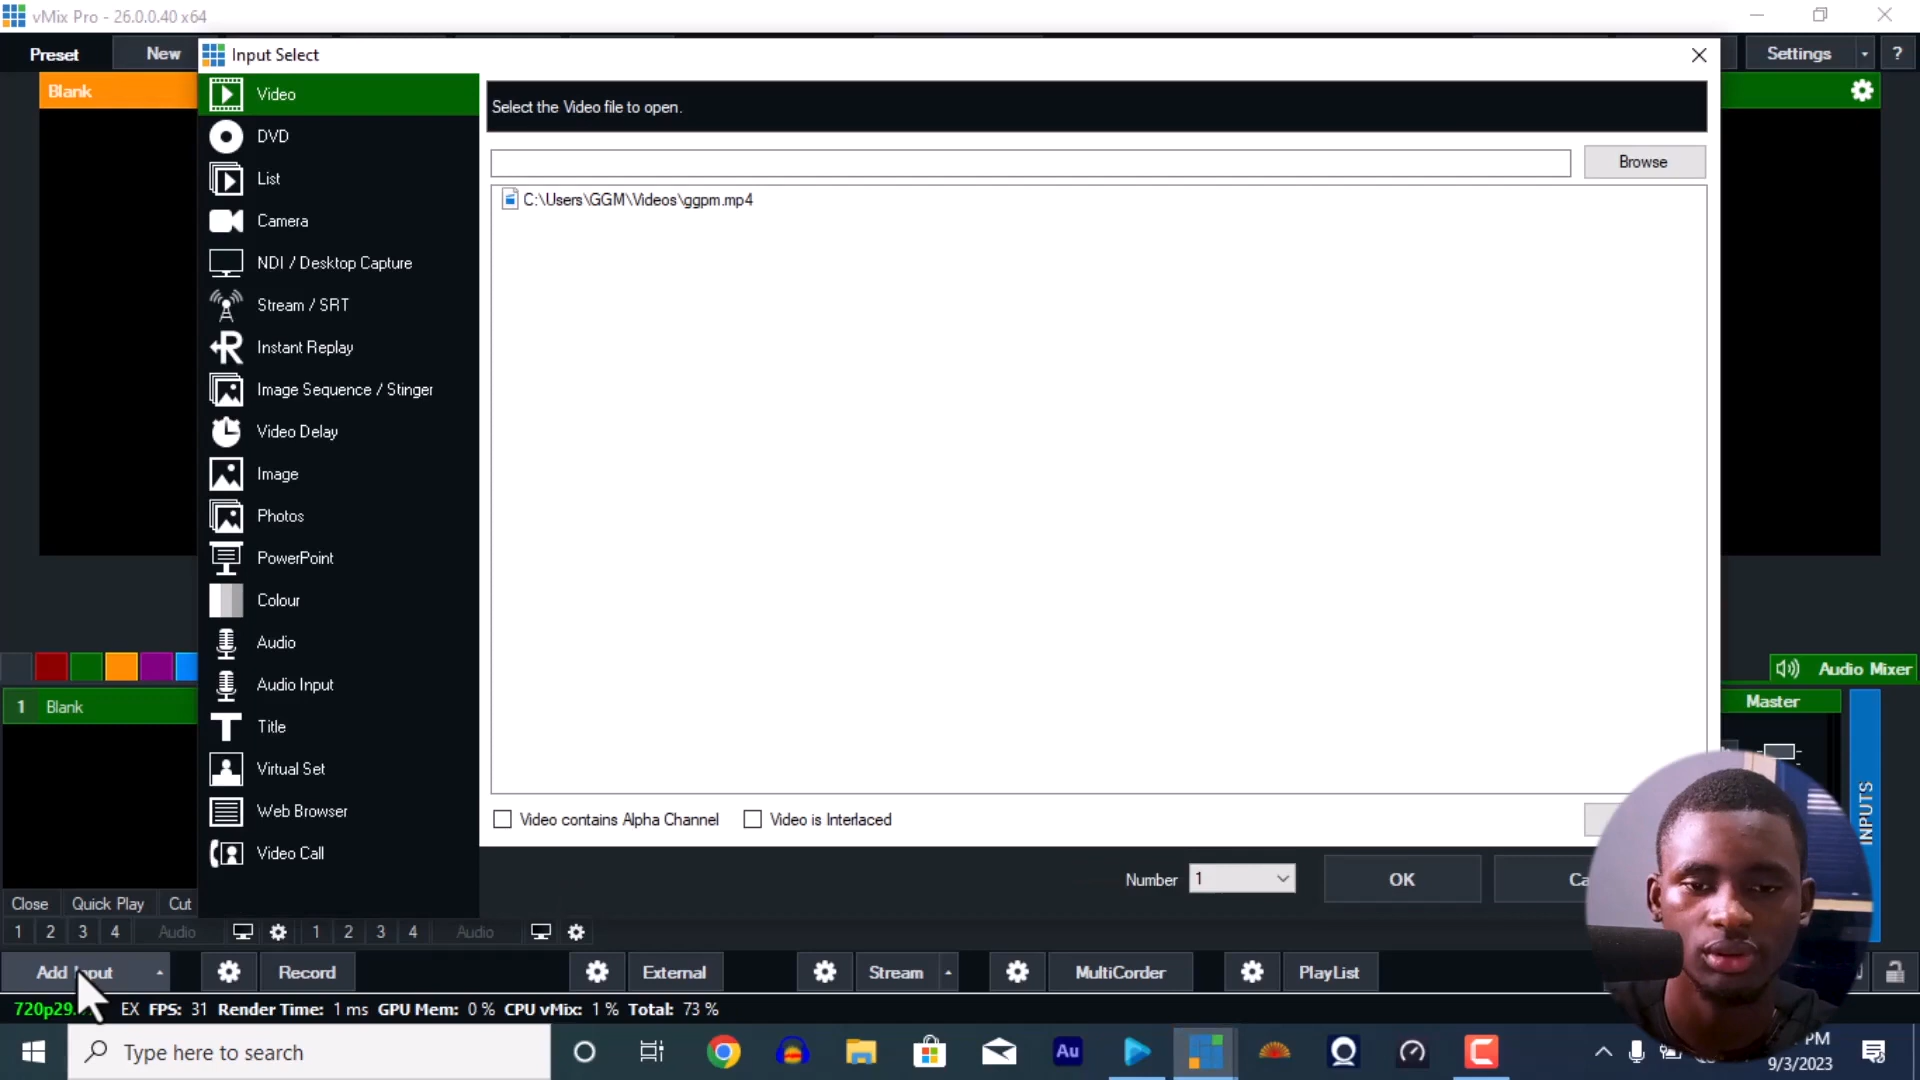 vMix Pro - 26.0.0.40 x64
Preset New Settings ?
Input Select
Blank
Video
DVD
List
Camera
NDI / Desktop Capture
Stream / SRT
Instant Replay
Image Sequence / Stinger
Video Delay
Image
Photos
PowerPoint
Colour
Audio
Audio Input
Title
Virtual Set
Web Browser
Video Call
Select the Video file to open.
Browse
C:\Users\GGM\Videos\ggpm.mp4
Video contains Alpha Channel Video is Interlaced
Number 1 OK Ca
Audio Mixer
Master
INPUTS
1 Blank
Close Quick Play Cut
1 2 3 4 Audio 1 2 3 4 Audio
Add Input Record External Stream MultiCorder PlayList
720p29. EX FPS: 31 Render Time: 1 ms GPU Mem: 0 % CPU vMix: 1 % Total: 73 %
Type here to search
Au
PM
9/3/2023